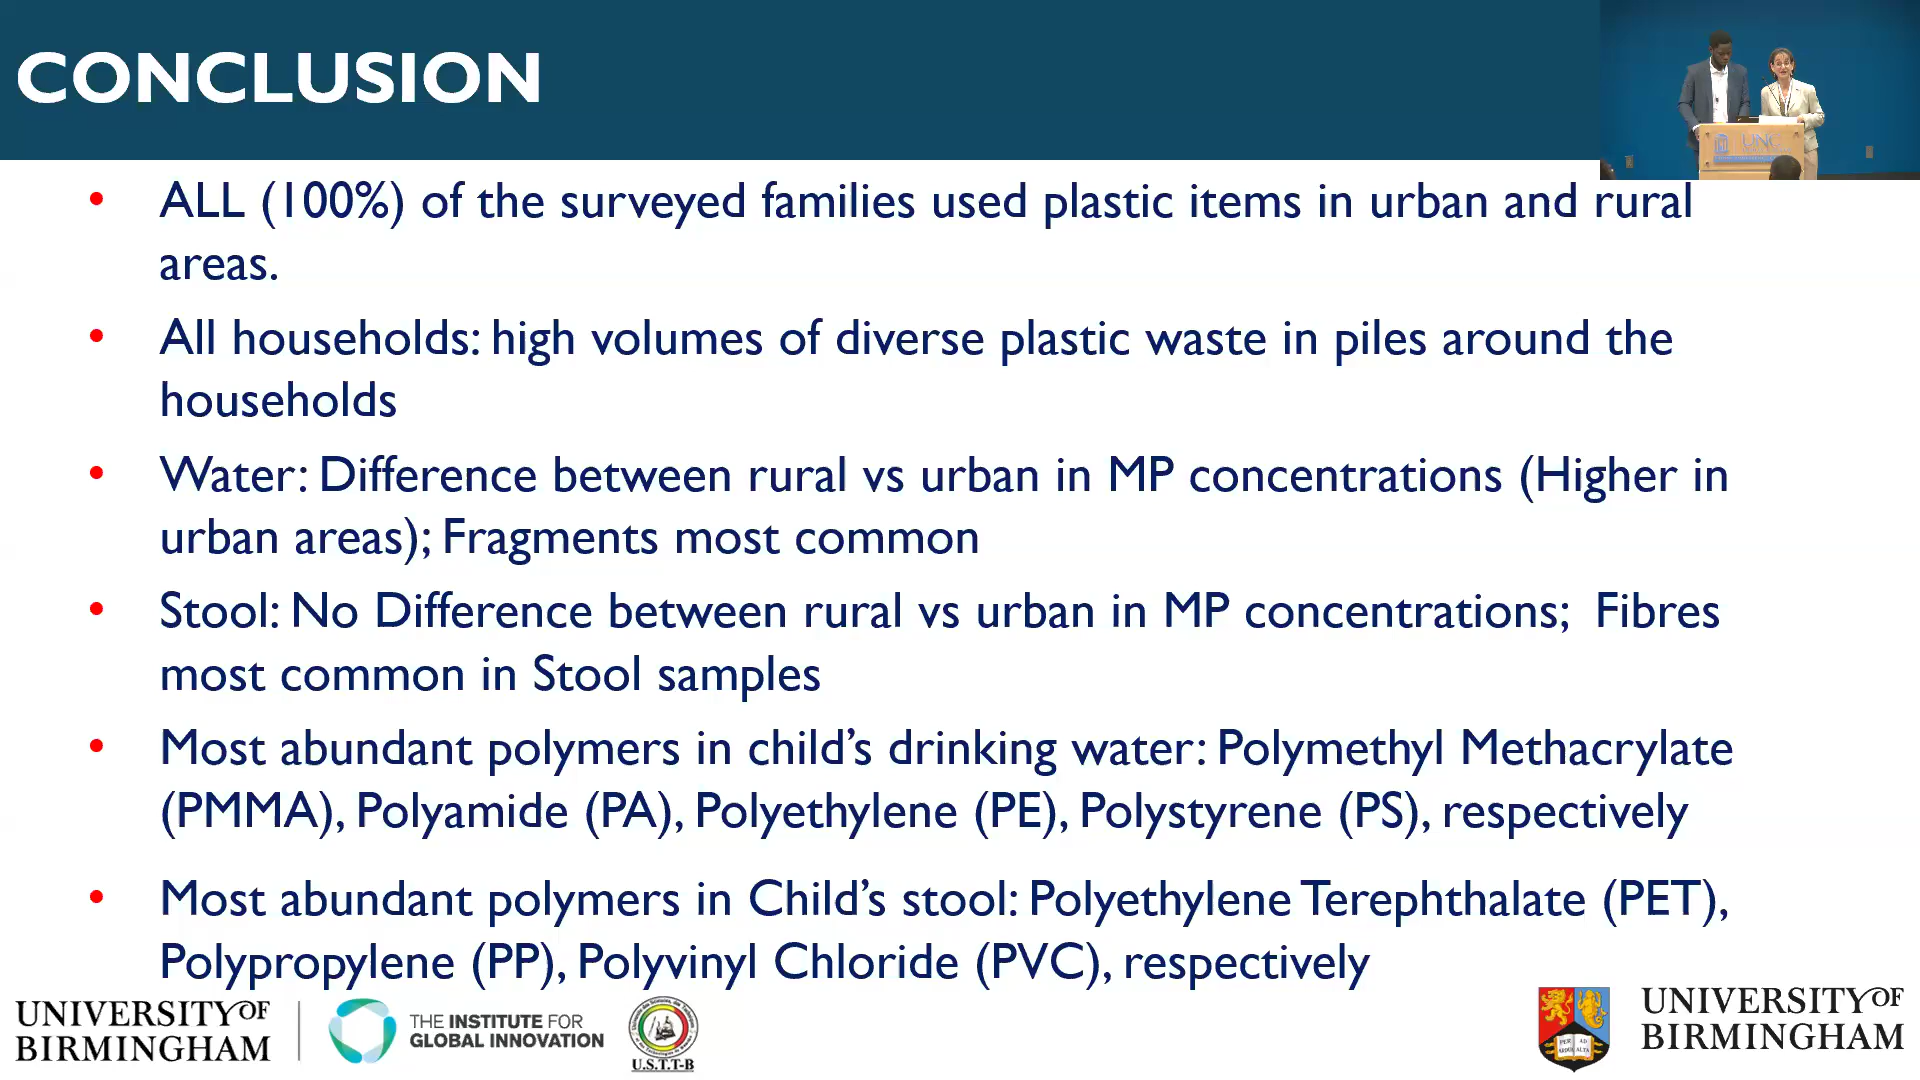 CONCLUSION
UNC
• ALL (100%) of the surveyed families used plastic items in urban and rural
areas.
• All households: high volumes of diverse plastic waste in piles around the
households
• Water: Difference between rural vs urban in MP concentrations (Higher in
urban areas); Fragments most common
• Stool: No Difference between rural vs urban in MP concentrations; Fibres
most common in Stool samples
• Most abundant polymers in child's drinking water: Polymethyl Methacrylate
(PMMA), Polyamide (PA), Polyethylene (PE), Polystyrene (PS), respectively
• Most abundant polymers in Child's stool: Polyethylene Terephthalate (PET),
Polypropylene (PP), Polyvinyl Chloride (PVC), respectively
UNIVERSITY OF
BIRMINGHAM
THE INSTITUTE FOR
GLOBAL INNOVATION
U.S.T.T-B
PER AD
ARDUA ALTA
UNIVERSITY OF
BIRMINGHAM